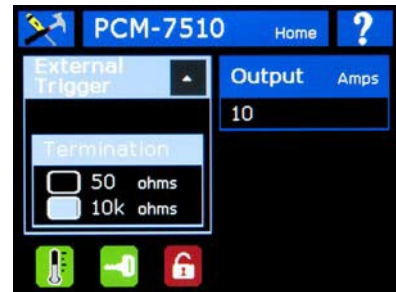 PCM-7510 Home ?
External Trigger
Output Amps
10
Termination
50 ohms
10k ohms